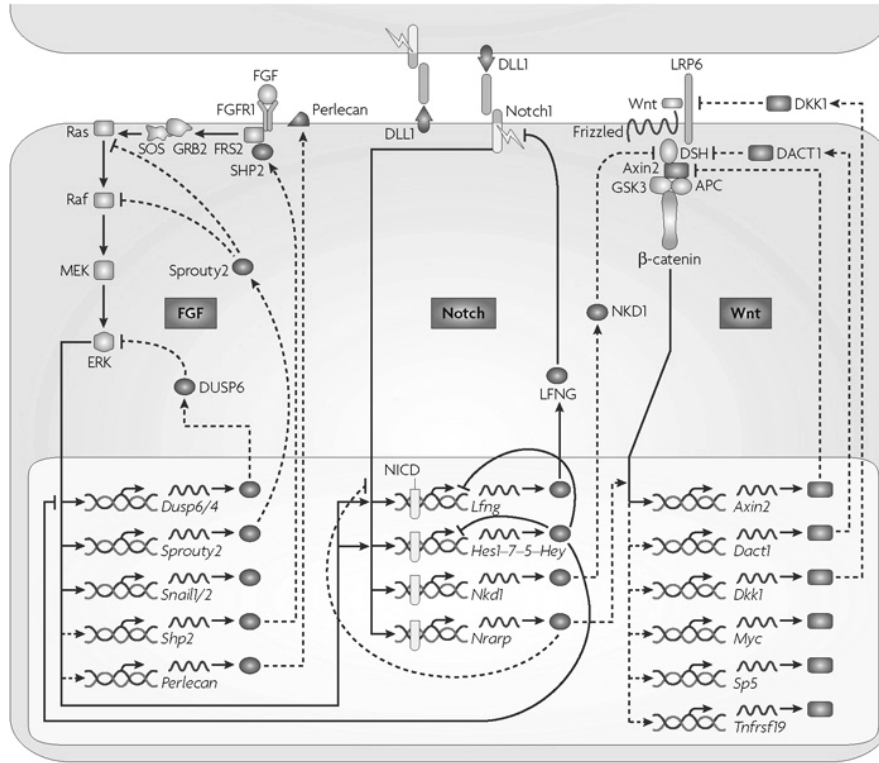 FGF
FGFR1
Perlecan
Ras
SOS
GRB2
FRS2
SHP2
Raf
MEK
Sprouty2
FGF
ERK
DUSP6
DLL1
DLL1
Notch1
Notch
LFNG
NICD
LRP6
Wnt
DKK1
Frizzled
DSH
DACT1
Axin2
GSK3
APC
β-catenin
NKD1
Wnt
Dusp6/4
Sprouty2
Snail1/2
Shp2
Perlecan
Lfng
Hes1–7–5–Hey
Nkd1
Nrarp
Axin2
Dact1
Dkk1
Myc
Sp5
Tnfrsf19